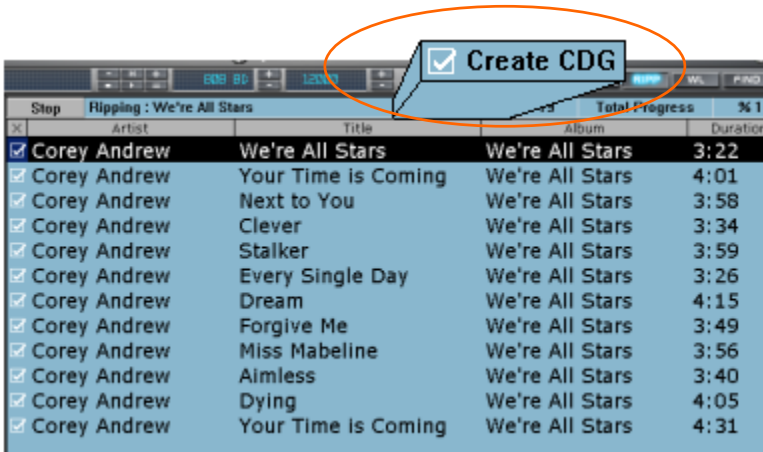 Create CDG
RIPP WL FIND
Stop Ripping : We're All Stars Total Progress %1
X Artist Title Album Duration
Corey Andrew We're All Stars We're All Stars 3:22
Corey Andrew Your Time is Coming We're All Stars 4:01
Corey Andrew Next to You We're All Stars 3:58
Corey Andrew Clever We're All Stars 3:34
Corey Andrew Stalker We're All Stars 3:59
Corey Andrew Every Single Day We're All Stars 3:26
Corey Andrew Dream We're All Stars 4:15
Corey Andrew Forgive Me We're All Stars 3:49
Corey Andrew Miss Mabeline We're All Stars 3:56
Corey Andrew Aimless We're All Stars 3:40
Corey Andrew Dying We're All Stars 4:05
Corey Andrew Your Time is Coming We're All Stars 4:31